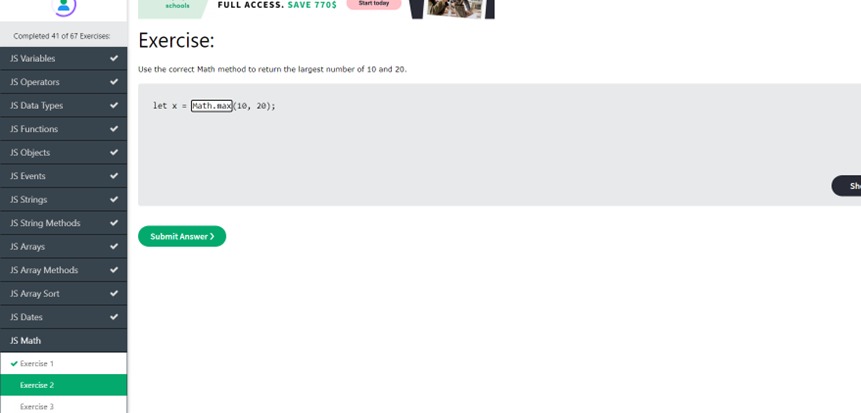 schools
FULL ACCESS. SAVE 770$
Start today
Completed 41 of 67 Exercises:
JS Variables
JS Operators
JS Data Types
JS Functions
JS Objects
JS Events
JS Strings
JS String Methods
JS Arrays
JS Array Methods
JS Array Sort
JS Dates
JS Math
Exercise 1
Exercise 2
Exercise 3
Exercise:
Use the correct Math method to return the largest number of 10 and 20.
let x = Math.max(10, 20);
Sh
Submit Answer ❯